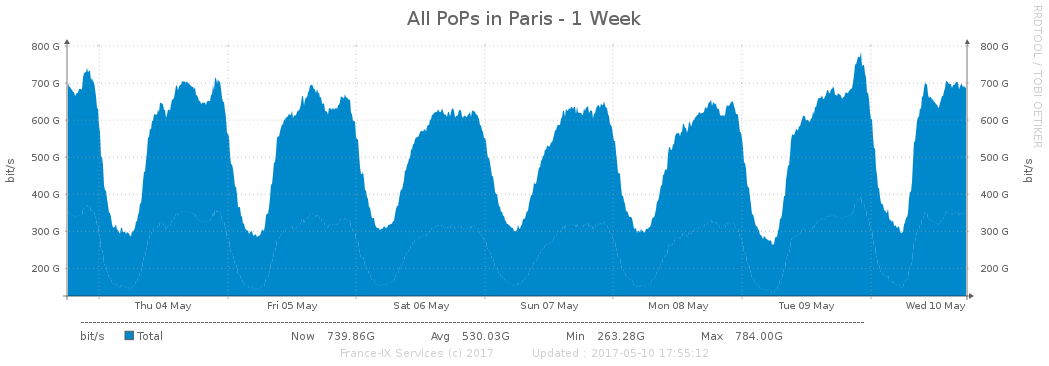 All PoPs in Paris - 1 Week
RRDTOOL / TOBI OETIKER
800 G 800 G
700 G 700 G
600 G 600 G
500 G 500 G
400 G 400 G
300 G 300 G
200 G 200 G
bit/s bit/s
Thu 04 May Fri 05 May Sat 06 May Sun 07 May Mon 08 May Tue 09 May Wed 10 May
bit/s Total Now 739.86G Avg 530.03G Min 263.28G Max 784.00G
France-IX Services (c) 2017 Updated : 2017-05-10 17:55:12